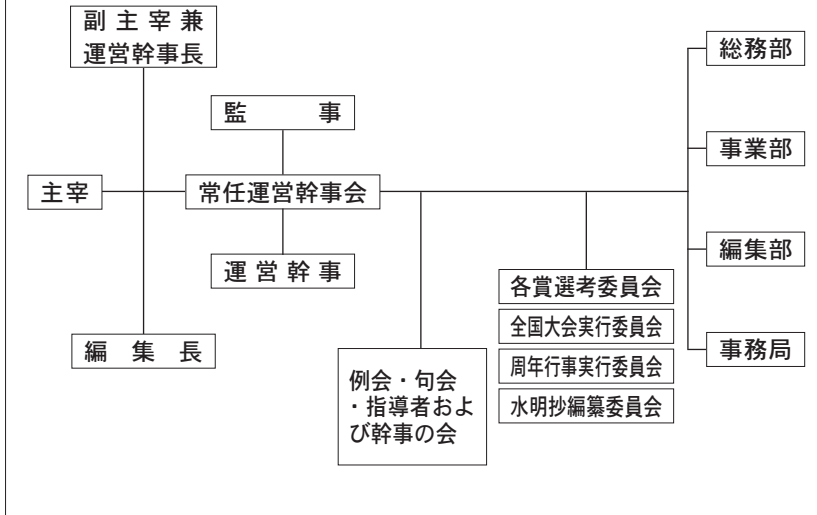 副主宰兼
運営幹事長
監事
主宰
常任運営幹事会
運営幹事
編集長
例会・句会
・指導者およ
び幹事の会
各賞選考委員会
全国大会実行委員会
周年行事実行委員会
水明抄編纂委員会
総務部
事業部
編集部
事務局